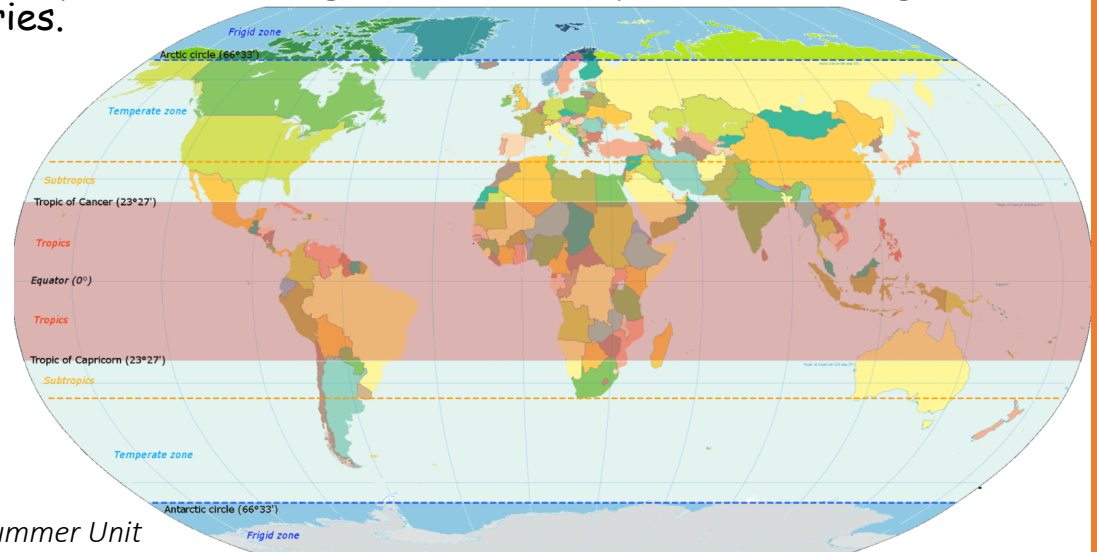 ries.
Frigid zone
Arctic circle (66°33')
Temperate zone
Subtropics
Tropic of Cancer (23°27')
Tropics
Equator (0°)
Tropics
Tropic of Capricorn (23°27')
Subtropics
Temperate zone
Antarctic circle (66°33')
Frigid zone
ummer Unit